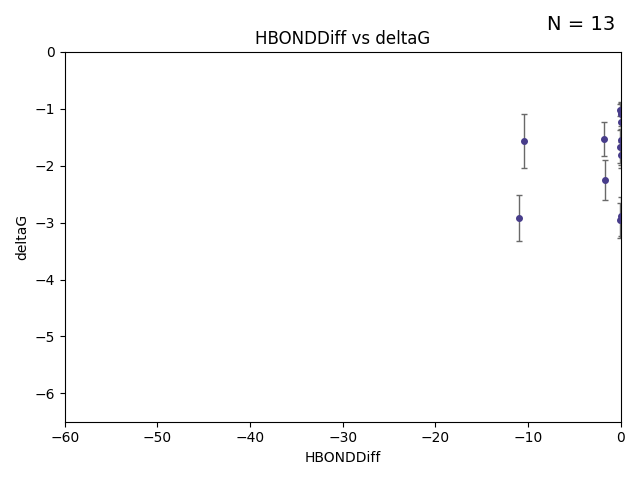 N = 13
HBONDDiff vs deltaG
0
−1
−2
−3
−4
−5
−6
deltaG
−60 −50 −40 −30 −20 −10 0
HBONDDiff